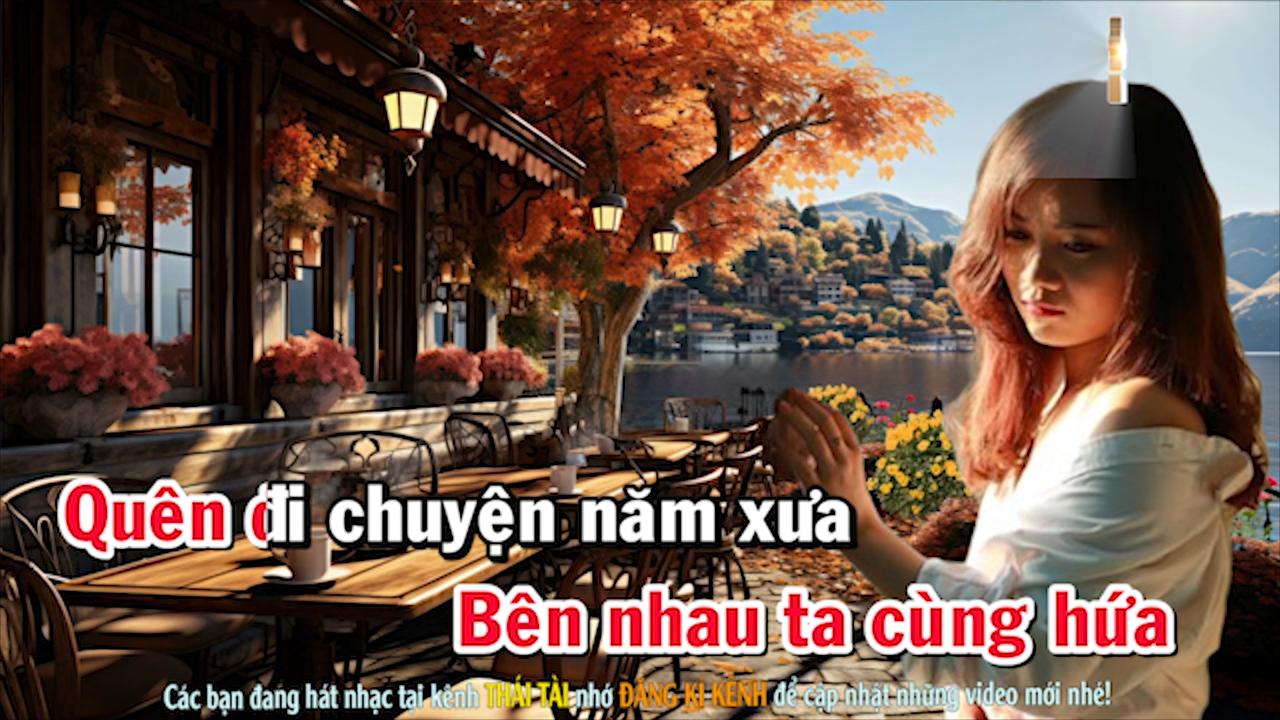 Quên đi chuyện năm xưa
Bên nhau ta cùng hứa
Các bạn đang hát nhạc tại kênh THÁI TÀI nhớ ĐĂNG KÍ KÊNH để cập nhật những video mới nhé!